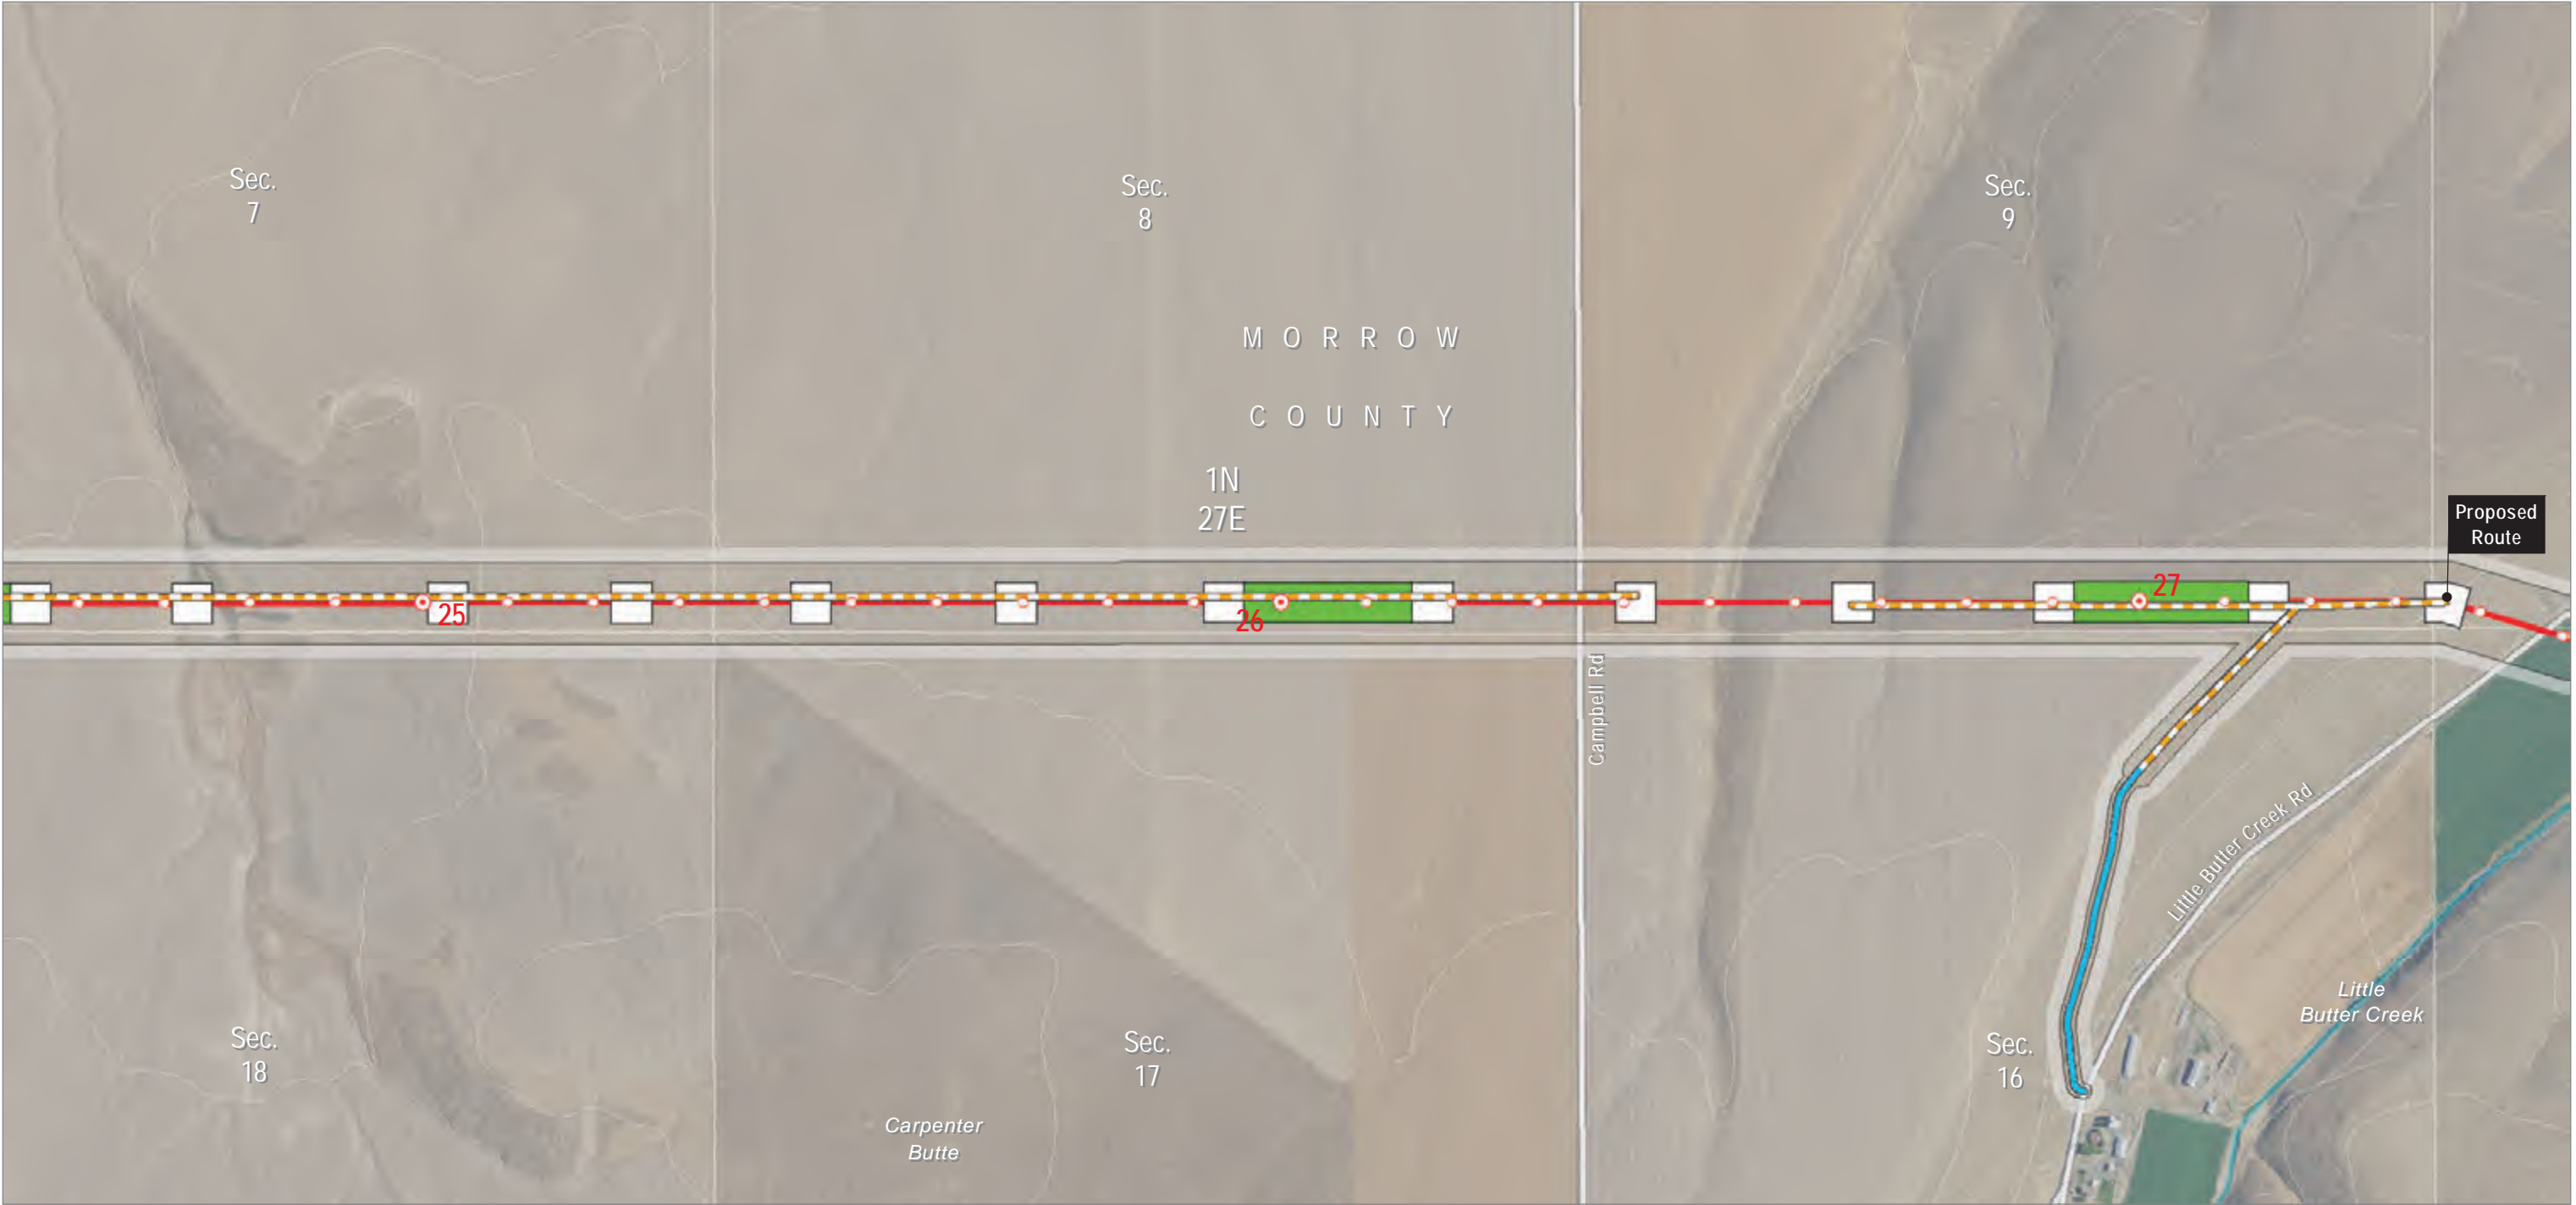 Sec.
7
Sec.
8
Sec.
9
M O R R O W
C O U N T Y
1N
27E
Proposed
Route
25
26
27
Campbell Rd
Little Butter Creek Rd
Little
Butter Creek
Sec.
18
Sec.
17
Sec.
16
Carpenter
Butte